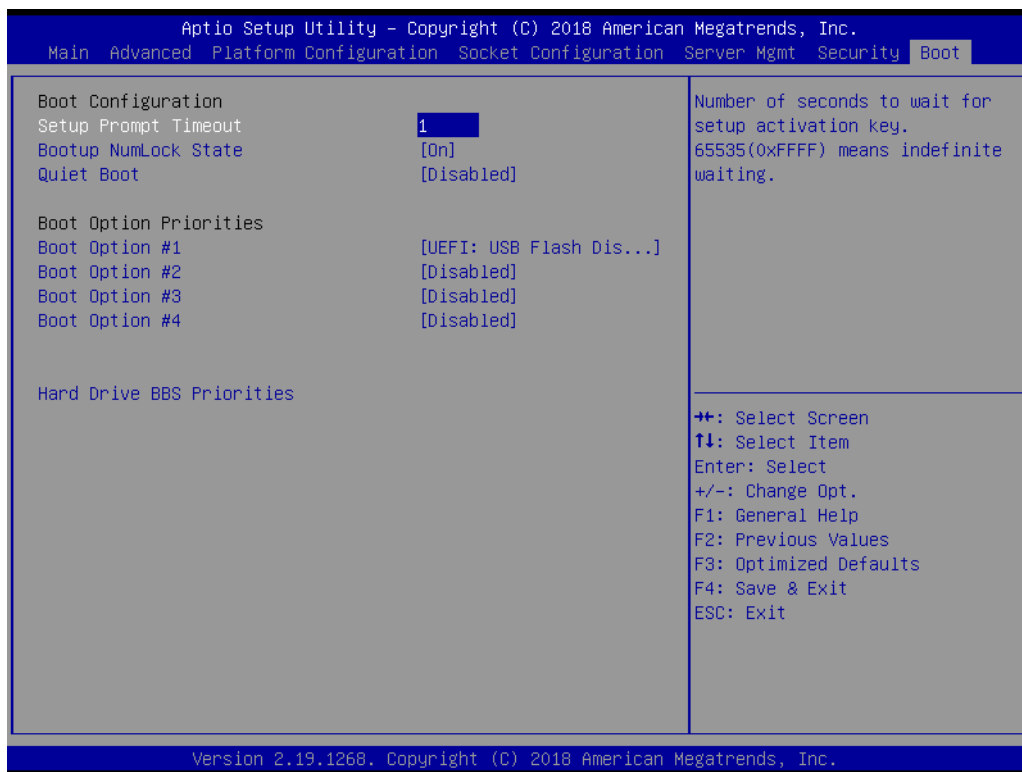 Aptio Setup Utility – Copyright (C) 2018 American Megatrends, Inc.
Main Advanced Platform Configuration Socket Configuration Server Mgmt Security Boot
Boot Configuration
Setup Prompt Timeout 1
Bootup NumLock State [On]
Quiet Boot [Disabled]
Boot Option Priorities
Boot Option #1 [UEFI: USB Flash Dis...]
Boot Option #2 [Disabled]
Boot Option #3 [Disabled]
Boot Option #4 [Disabled]
Hard Drive BBS Priorities
Number of seconds to wait for
setup activation key.
65535(0xFFFF) means indefinite
waiting.
→←: Select Screen
↑↓: Select Item
Enter: Select
+/-: Change Opt.
F1: General Help
F2: Previous Values
F3: Optimized Defaults
F4: Save & Exit
ESC: Exit
Version 2.19.1268. Copyright (C) 2018 American Megatrends, Inc.